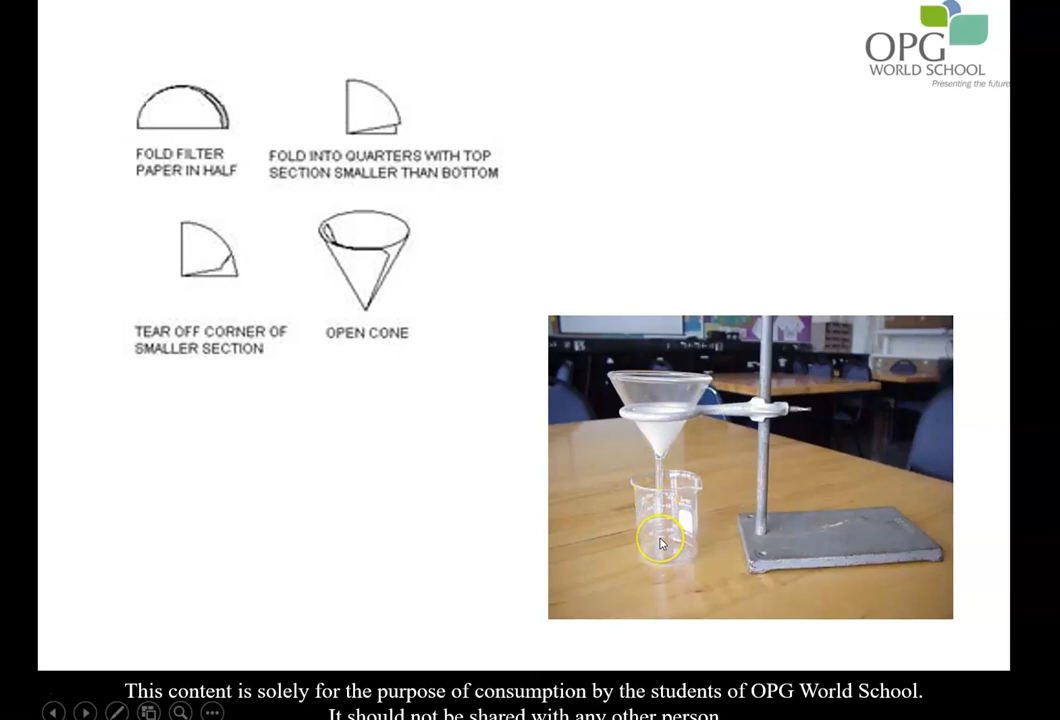 OPG
WORLD SCHOOL
Presenting the future
FOLD FILTER
PAPER IN HALF
FOLD INTO QUARTERS WITH TOP
SECTION SMALLER THAN BOTTOM
TEAR OFF CORNER OF
SMALLER SECTION
OPEN CONE
This content is solely for the purpose of consumption by the students of OPG World School.
It should not be shared with any other person